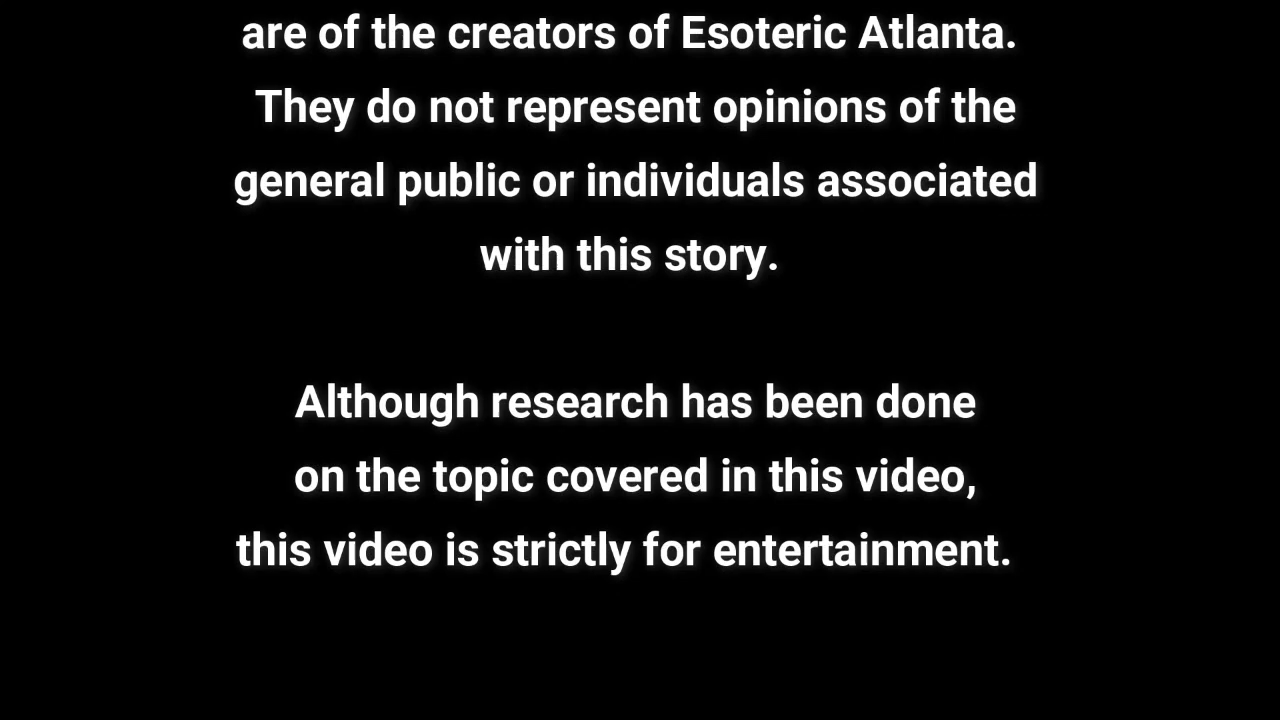 are of the creators of Esoteric Atlanta.
They do not represent opinions of the
general public or individuals associated
with this story.
Although research has been done
on the topic covered in this video,
this video is strictly for entertainment.